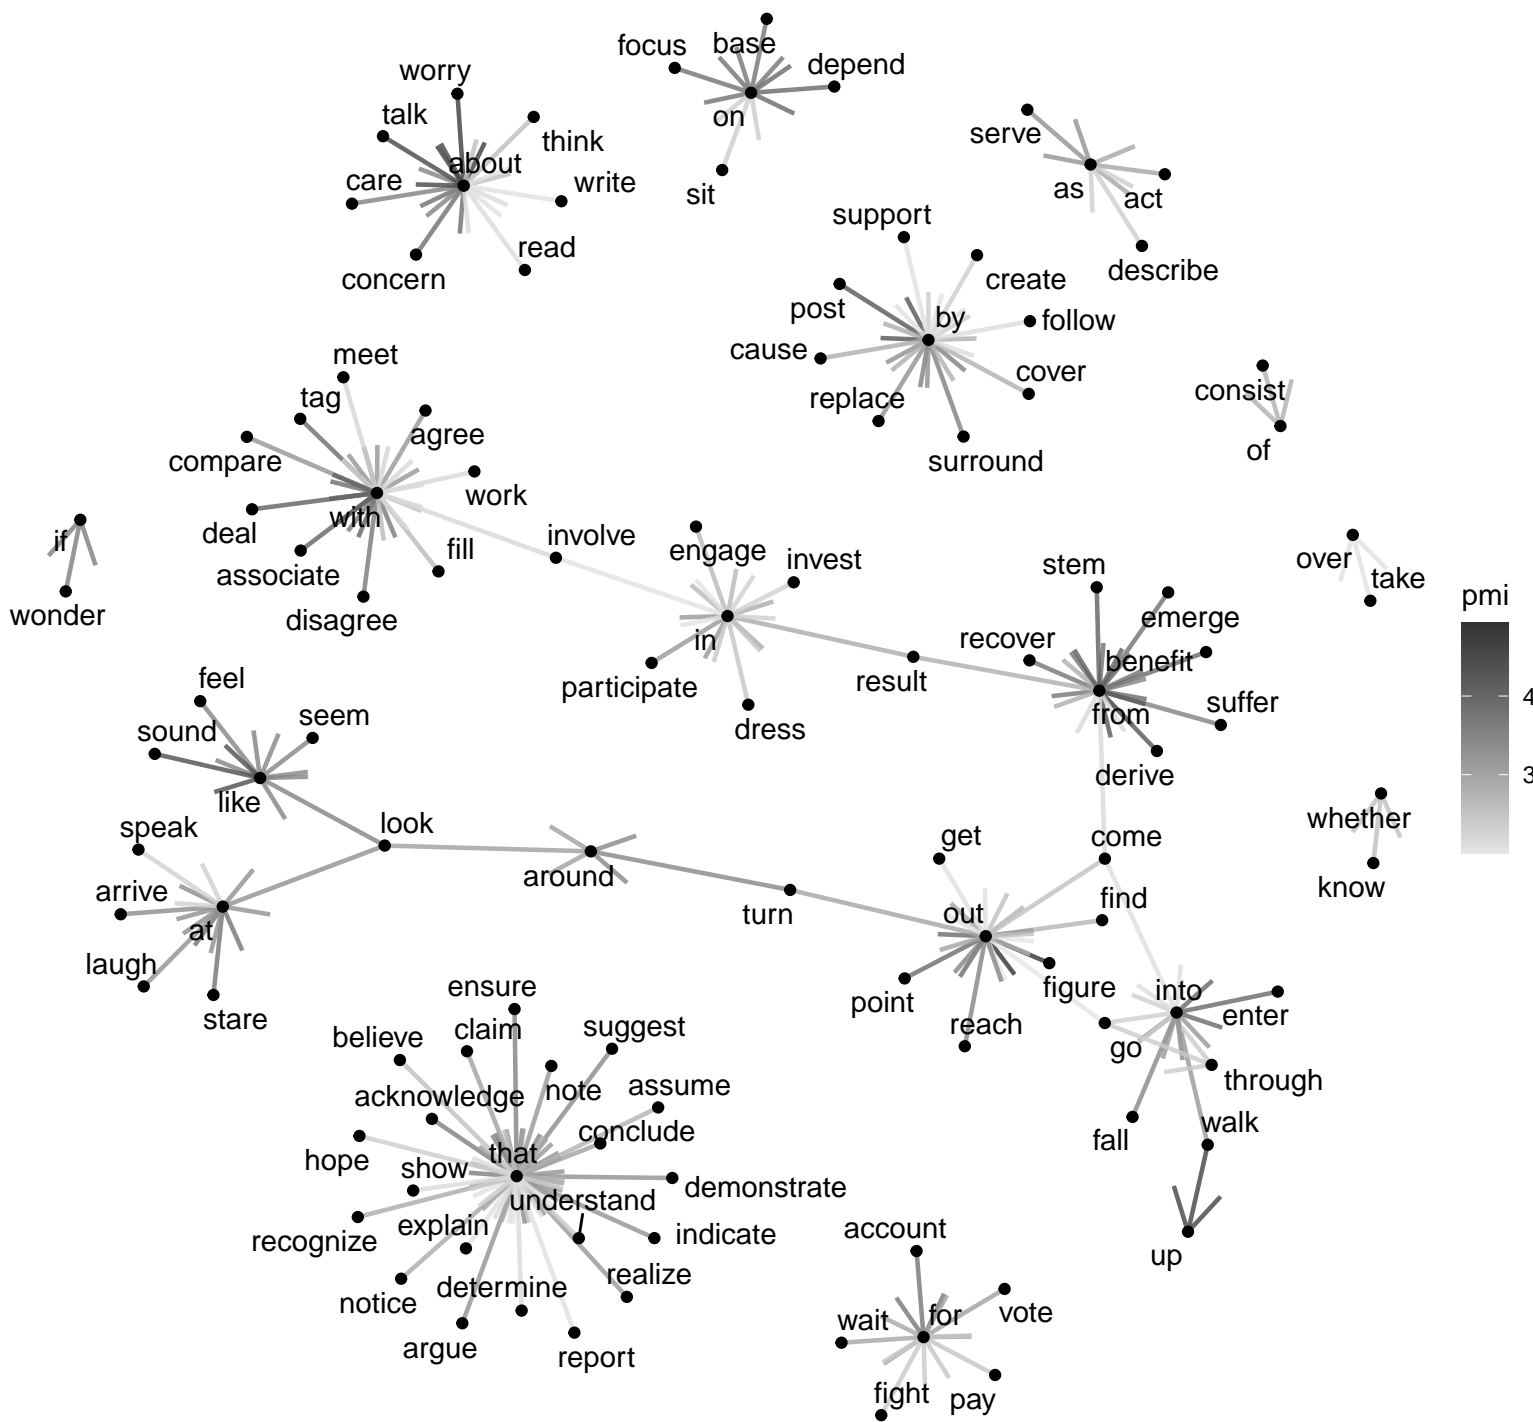 focus
base
depend
on
sit
worry
talk
about
think
care
write
concern
read
serve
as
act
describe
support
create
post
by
follow
cause
cover
replace
surround
consist
of
meet
tag
agree
compare
work
with
deal
fill
associate
disagree
involve
if
wonder
engage
invest
in
participate
result
dress
stem
emerge
recover
benefit
suffer
from
derive
over
take
pmi
4
3
feel
seem
sound
like
speak
look
arrive
at
laugh
stare
around
turn
get
come
find
out
point
figure
reach
whether
know
into
enter
go
through
walk
fall
up
ensure
claim
suggest
believe
acknowledge
note
assume
conclude
that
hope
show
understand
demonstrate
recognize
explain
indicate
determine
realize
notice
argue
report
account
wait
for
vote
fight
pay